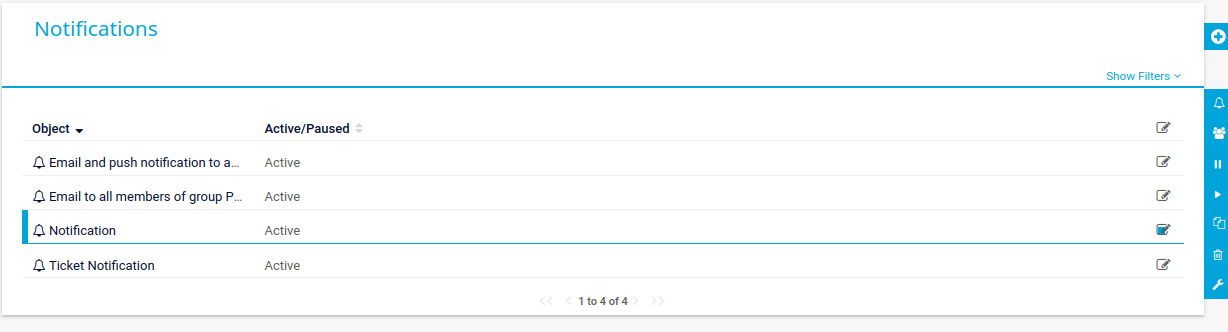 Notifications
Show Filters
Object Active/Paused
Email and push notification to a... Active
Email to all members of group P... Active
Notification Active
Ticket Notification Active
1 to 4 of 4